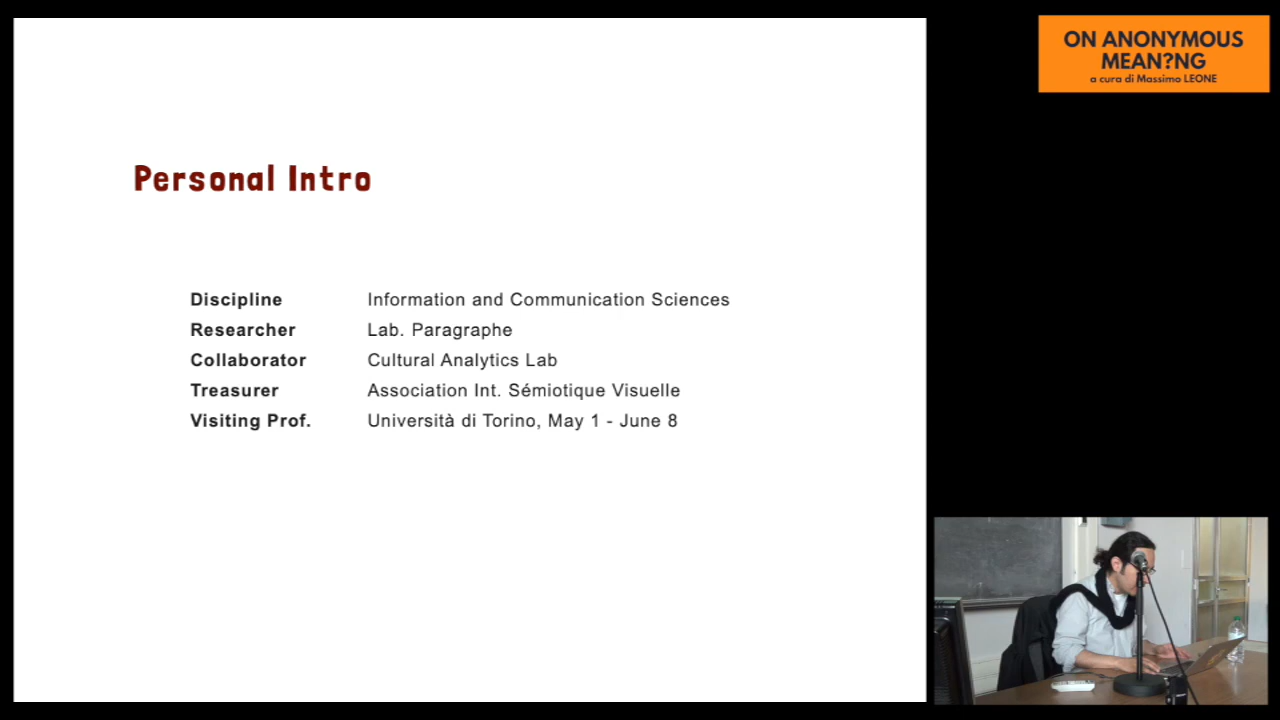 ON ANONYMOUS
MEAN?NG
a cura di Massimo LEONE
Personal Intro
Discipline Information and Communication Sciences
Researcher Lab. Paragraphe
Collaborator Cultural Analytics Lab
Treasurer Association Int. Sémiotique Visuelle
Visiting Prof. Università di Torino, May 1 - June 8